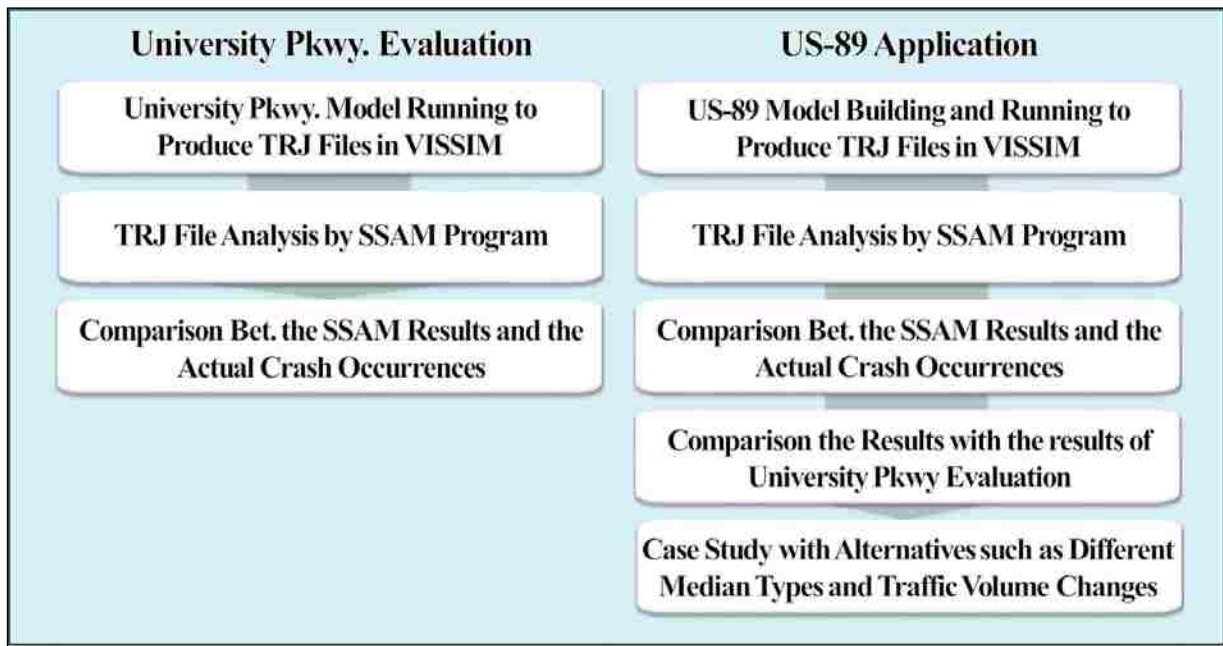 University Pkwy. Evaluation
University Pkwy. Model Running to
Produce TRJ Files in VISSIM
TRJ File Analysis by SSAM Program
Comparison Bet. the SSAM Results and the
Actual Crash Occurrences
US-89 Application
US-89 Model Building and Running to
Produce TRJ Files in VISSIM
TRJ File Analysis by SSAM Program
Comparison Bet. the SSAM Results and the
Actual Crash Occurrences
Comparison the Results with the results of
University Pkwy Evaluation
Case Study with Alternatives such as Different
Median Types and Traffic Volume Changes